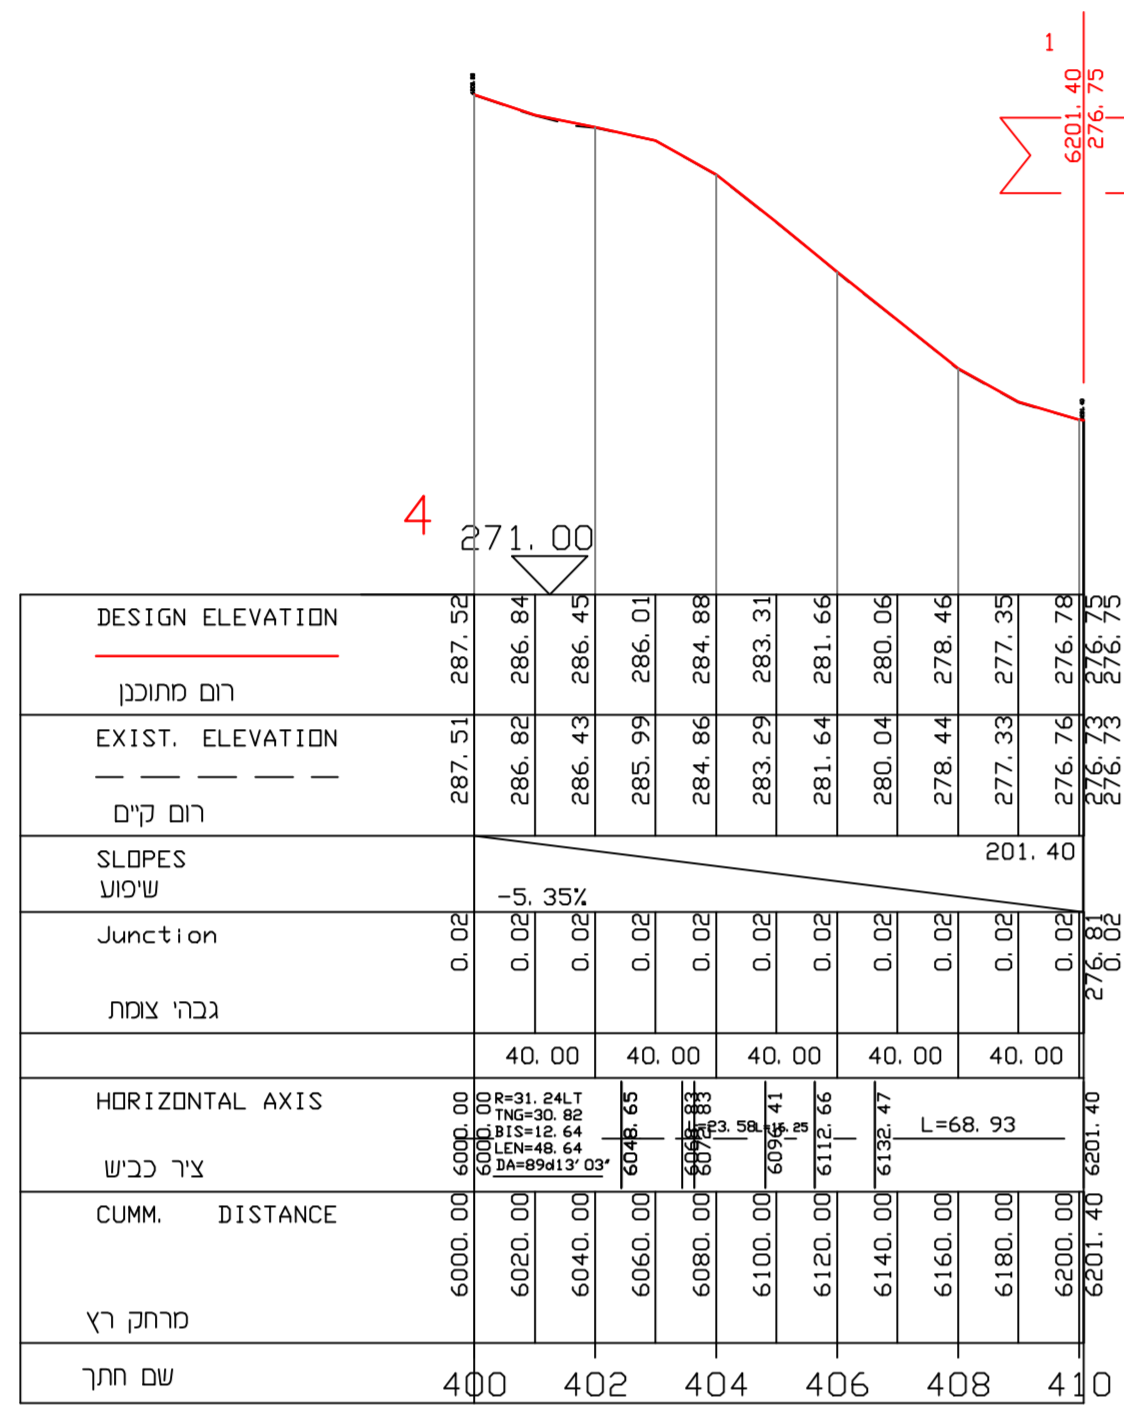 1
6201.40
276.75
4
271.00
DESIGN ELEVATION
רום מתוכנן
287.52 286.84 286.45 286.01 284.88 283.31 281.66 280.06 278.46 277.35 276.78 276.75 276.75
EXIST. ELEVATION
רום קיים
287.51 286.82 286.43 285.99 284.86 283.29 281.64 280.04 278.44 277.33 276.76 276.73 276.73
SLOPES
שיפוע
-5.35%
201.40
Junction
גבהי צומת
0.02 0.02 0.02 0.02 0.02 0.02 0.02 0.02 0.02 0.02 0.02 276.81 0.02
40.00 40.00 40.00 40.00 40.00
HORIZONTAL AXIS
ציר כביש
6000.00 6000.00
R=31.24LT
TNG=30.82
BIS=12.64
LEN=48.64
DA=89d13'03"
6048.65 6068.83 6072.83 L=23.58 6096.41 L=16.25 6112.66 6132.47 L=68.93 6201.40
CUMM. DISTANCE
מרחק רץ
6000.00 6020.00 6040.00 6060.00 6080.00 6100.00 6120.00 6140.00 6160.00 6180.00 6200.00 6201.40
שם חתך
400 402 404 406 408 410